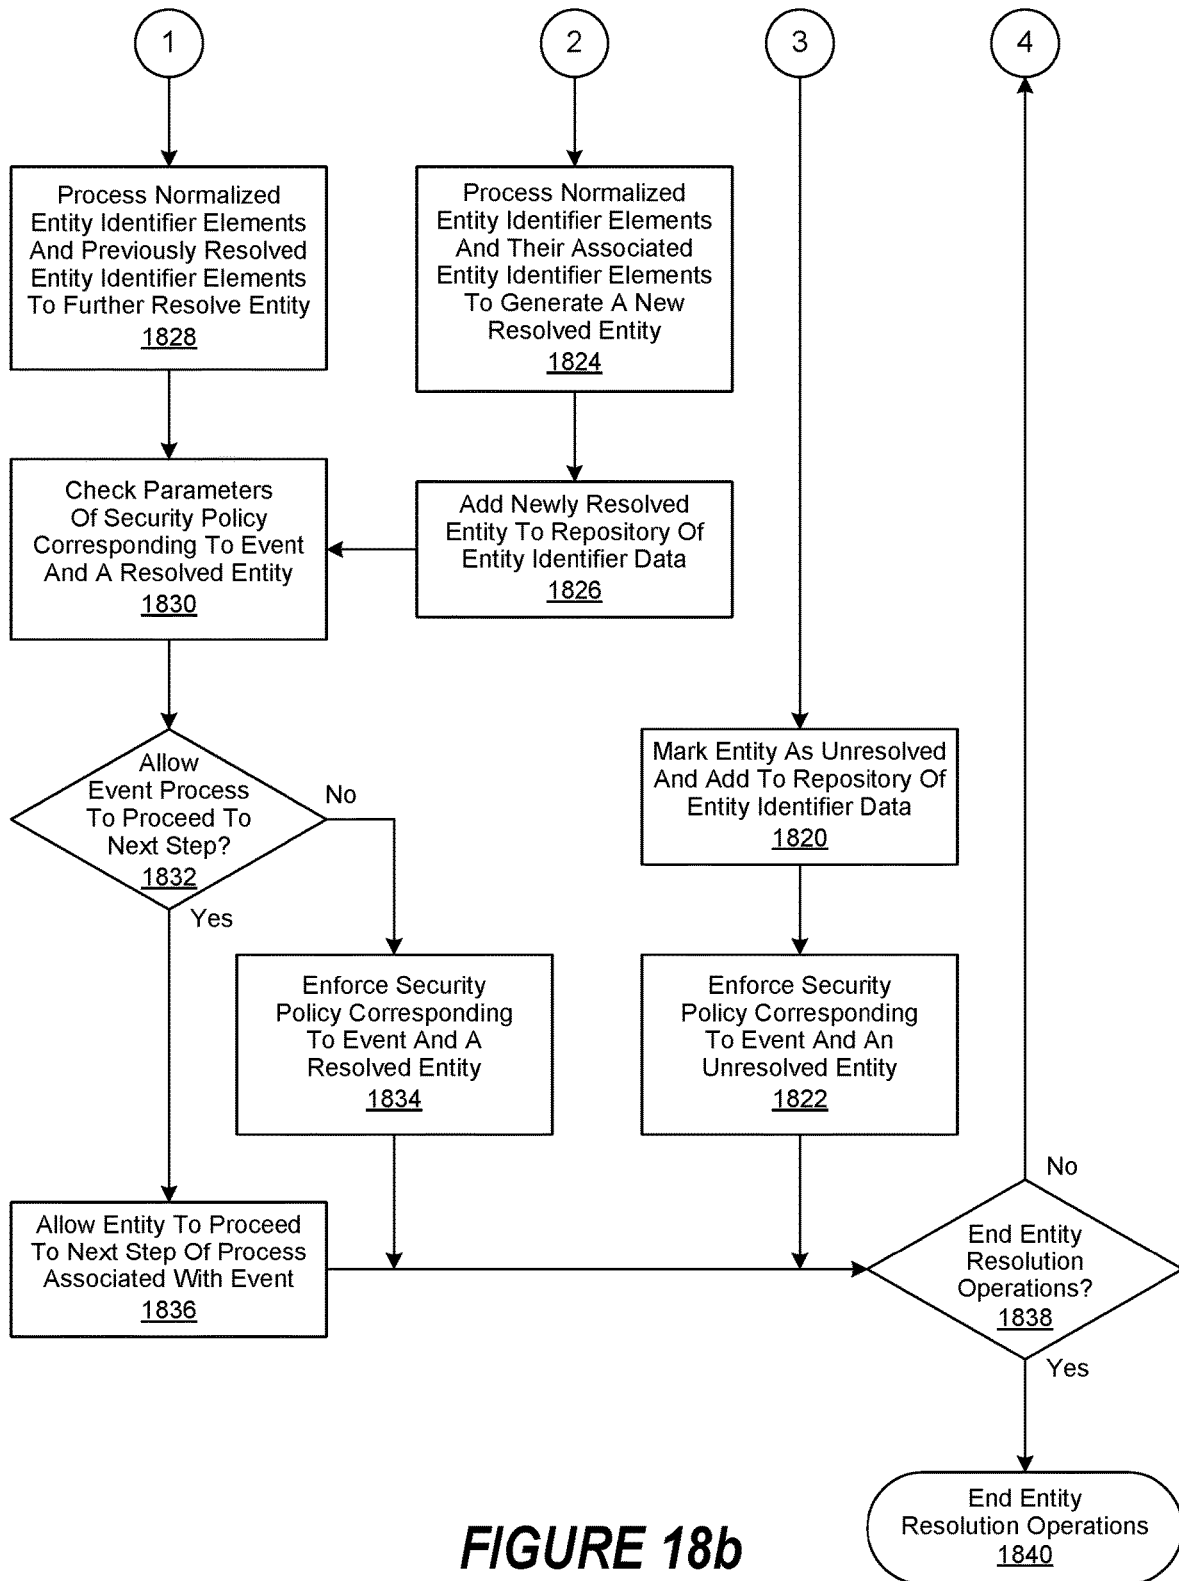 1
2
3
4
Process Normalized
Entity Identifier Elements
And Previously Resolved
Entity Identifier Elements
To Further Resolve Entity
1828
Process Normalized
Entity Identifier Elements
And Their Associated
Entity Identifier Elements
To Generate A New
Resolved Entity
1824
Check Parameters
Of Security Policy
Corresponding To Event
And A Resolved Entity
1830
Add Newly Resolved
Entity To Repository Of
Entity Identifier Data
1826
Allow
Event Process
To Proceed To
Next Step?
1832
No
Yes
Mark Entity As Unresolved
And Add To Repository Of
Entity Identifier Data
1820
Enforce Security
Policy Corresponding
To Event And A
Resolved Entity
1834
Enforce Security
Policy Corresponding
To Event And An
Unresolved Entity
1822
Allow Entity To Proceed
To Next Step Of Process
Associated With Event
1836
No
End Entity
Resolution
Operations?
1838
Yes
End Entity
Resolution Operations
1840
FIGURE 18b